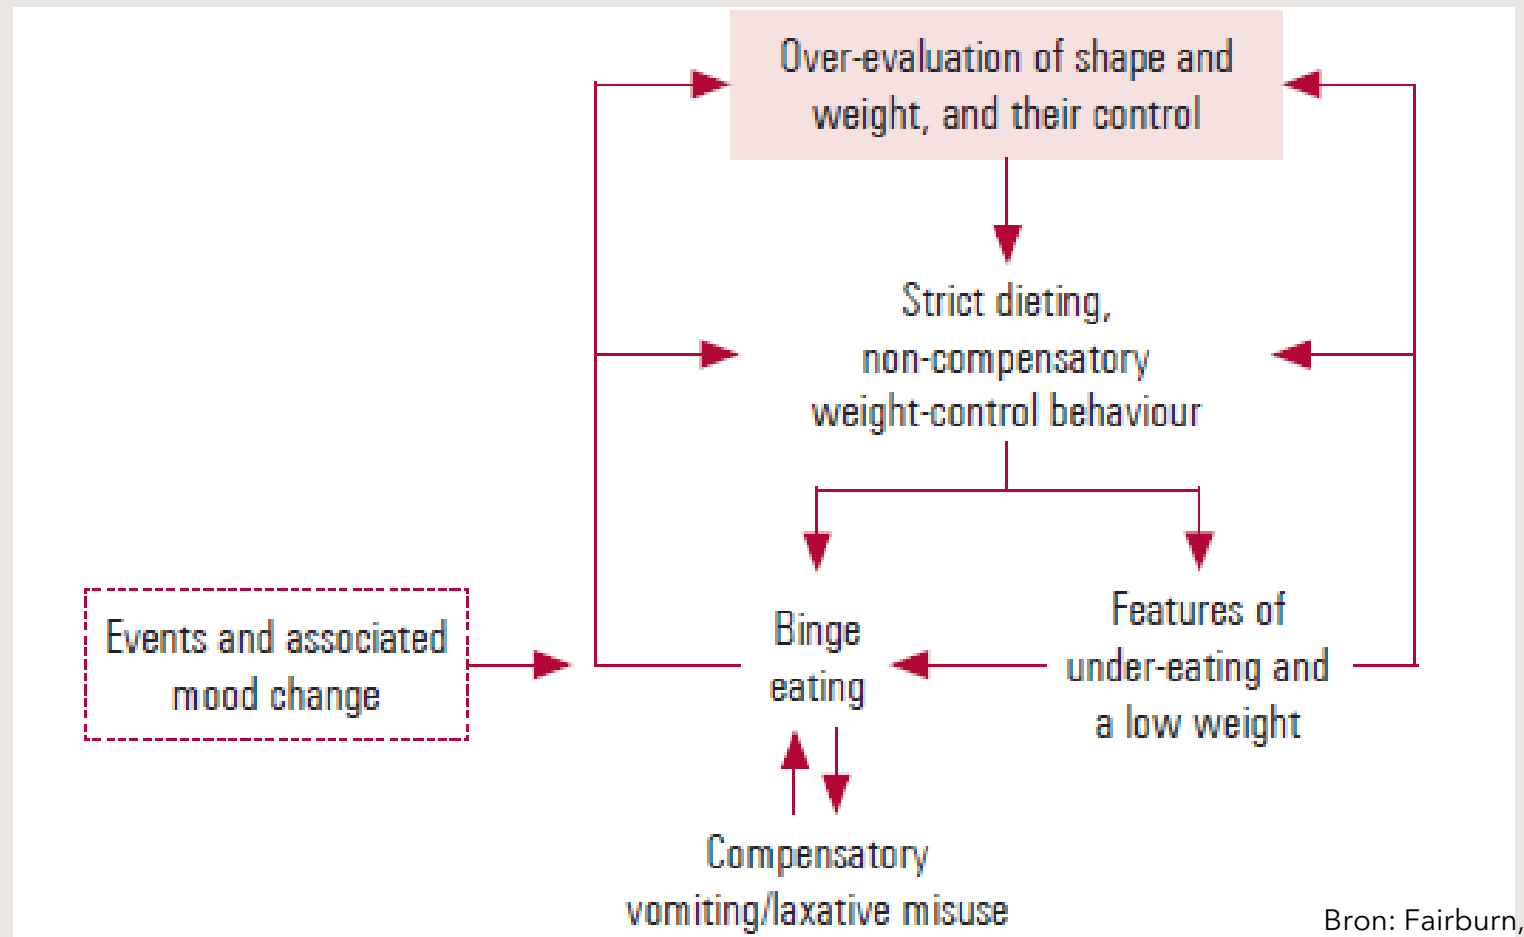 Over-evaluation of shape and
weight, and their control
Strict dieting,
non-compensatory
weight-control behaviour
Events and associated
mood change
Binge
eating
Features of
under-eating and
a low weight
Compensatory
vomiting/laxative misuse
Bron: Fairburn,